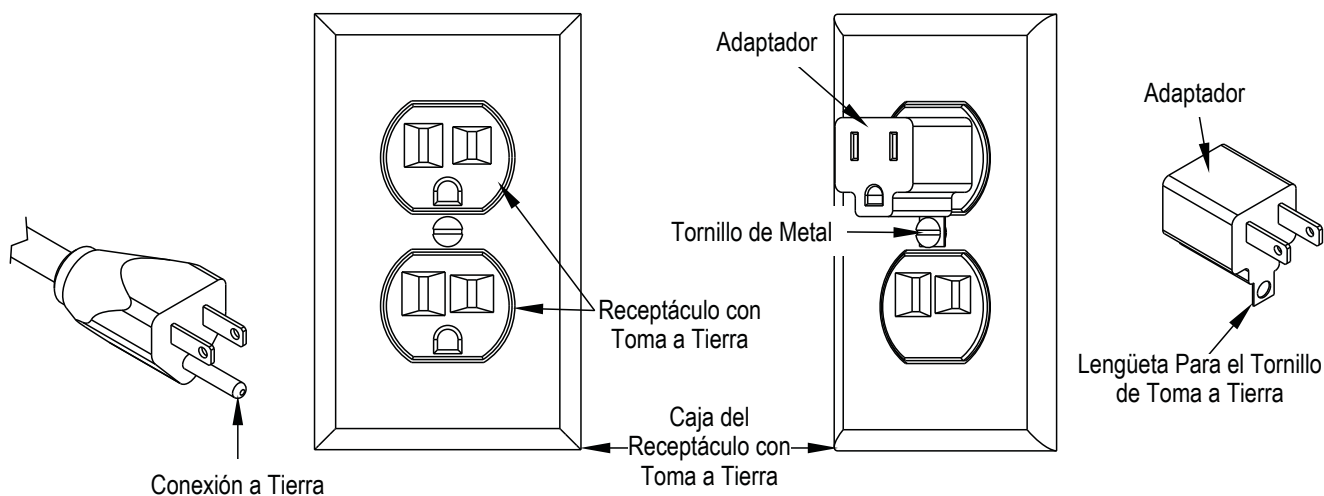 Adaptador
Adaptador
Tornillo de Metal
Receptáculo con
Toma a Tierra
Lengüeta Para el Tornillo
de Toma a Tierra
Caja del
Receptáculo con
Toma a Tierra
Conexión a Tierra